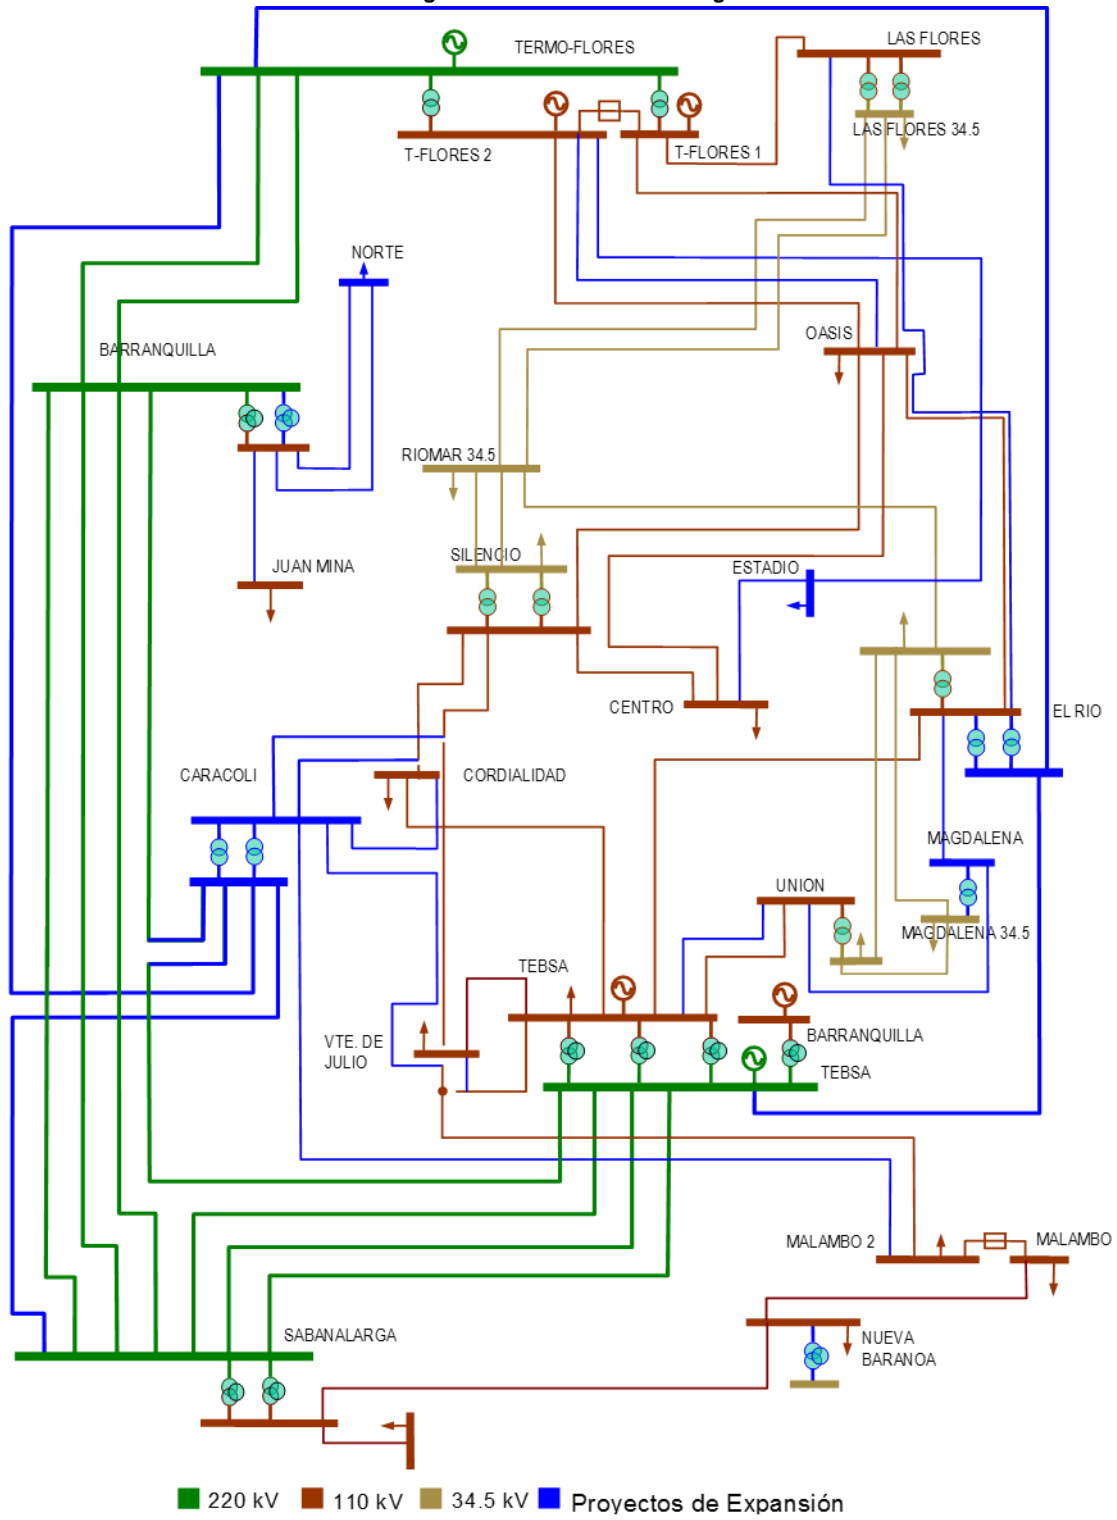 TERMO-FLORES
LAS FLORES
LAS FLORES 34.5
T-FLORES 2
T-FLORES 1
NORTE
OASIS
BARRANQUILLA
RIOMAR 34.5
SILENCIO
ESTADIO
JUAN MINA
CENTRO
EL RIO
CARACOLI
CORDIALIDAD
MAGDALENA
UNION
MAGDALENA 34.5
TEBSA
BARRANQUILLA
VTE. DE
JULIO
TEBSA
MALAMBO 2
MALAMBO
SABANALARGA
NUEVA
BARANOA
220 kV
110 kV
34.5 kV
Proyectos de Expansión